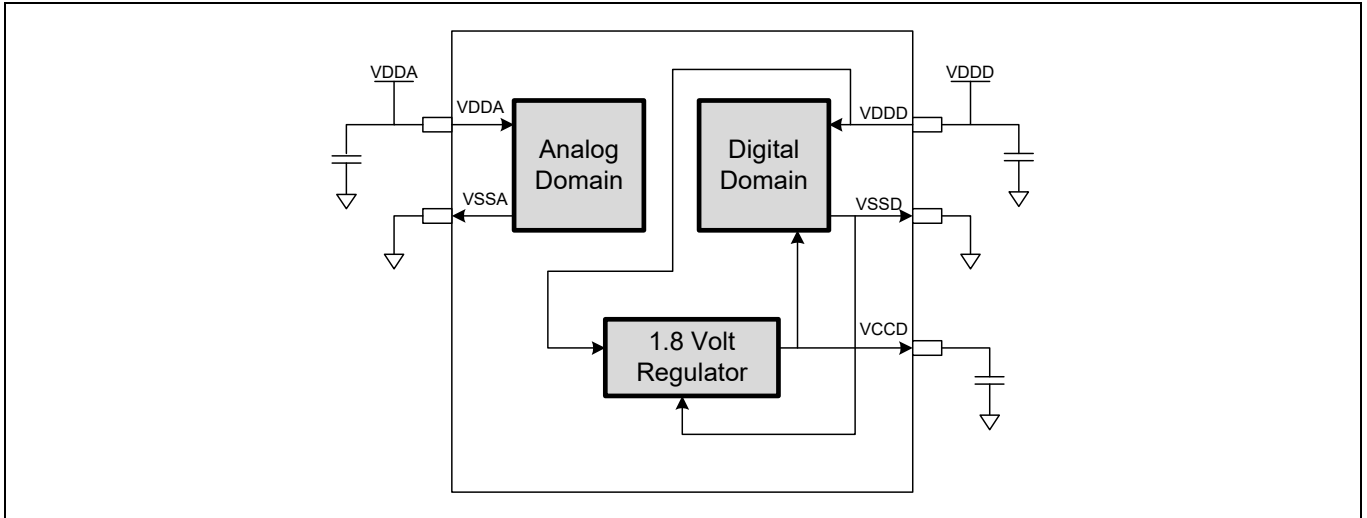 VDDA
VDDD
VDDA
VDDD
Analog
Domain
Digital
Domain
VSSA
VSSD
1.8 Volt
Regulator
VCCD